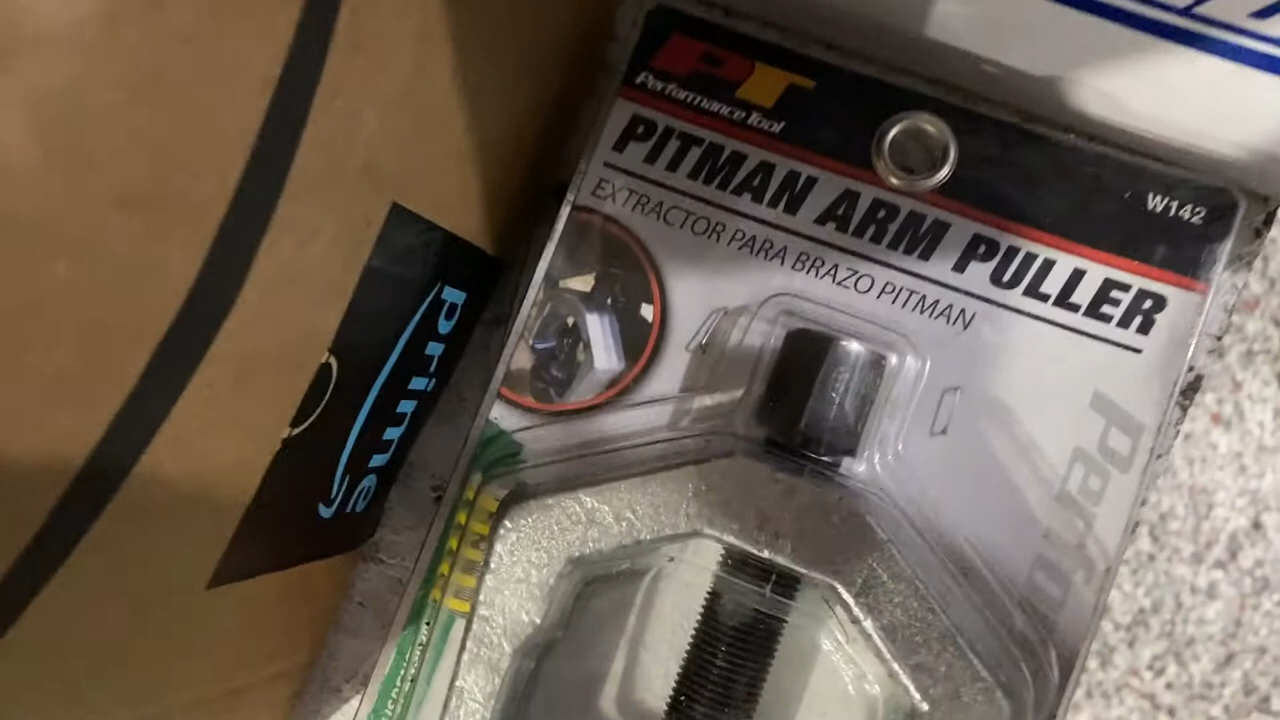 PT
Performance Tool
PITMAN ARM PULLER
W142
EXTRACTOR PARA BRAZO PITMAN
prime